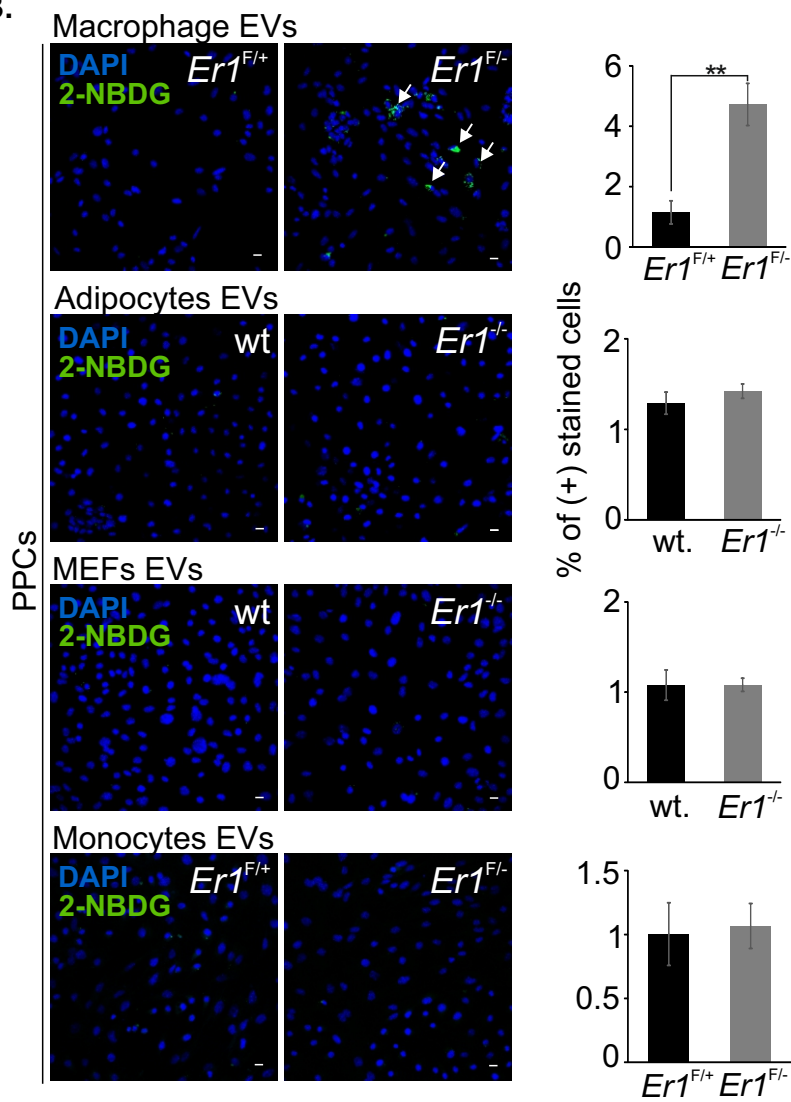 B.
Macrophage EVs
DAPI
2-NBDG
Er1F/+
Er1F/-
6
4
2
0
**
Er1F/+ Er1F/-
Adipocytes EVs
DAPI
2-NBDG
wt
Er1-/-
2
1
0
wt. Er1-/-
% of (+) stained cells
PPCs
MEFs EVs
DAPI
2-NBDG
wt
Er1-/-
2
1
0
wt. Er1-/-
Monocytes EVs
DAPI
2-NBDG
Er1F/+
Er1F/-
1.5
1
0.5
0
Er1F/+ Er1F/-